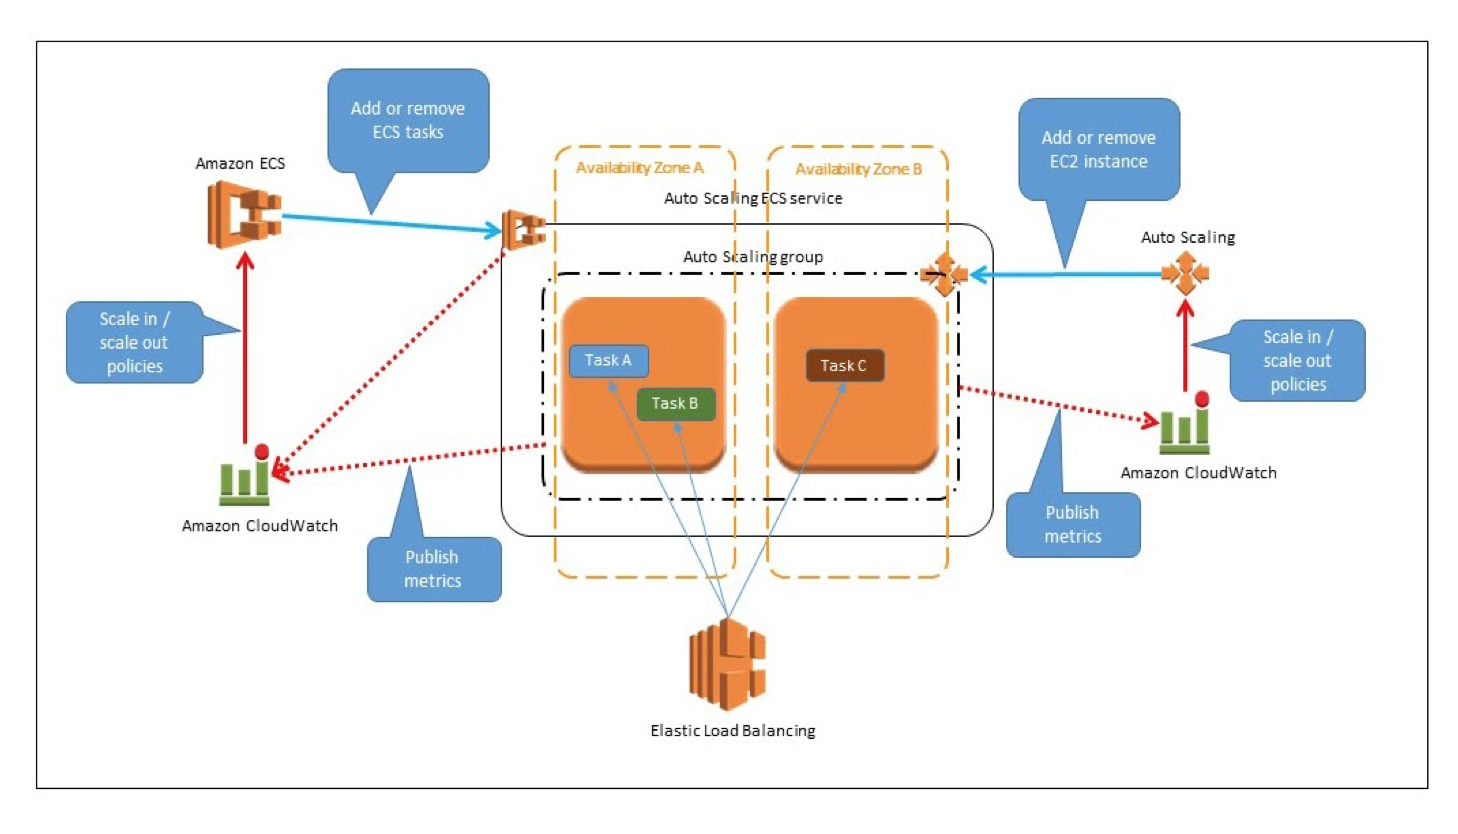 Add or remove
ECS tasks
Amazon ECS
Add or remove
EC2 instance
Availability Zone A
Availability Zone B
Auto Scaling ECS service
Auto Scaling
Auto Scaling group
Scale in /
scale out
policies
Scale in /
scale out
policies
Task A
Task B
Task C
Amazon CloudWatch
Amazon CloudWatch
Publish
metrics
Publish
metrics
Elastic Load Balancing